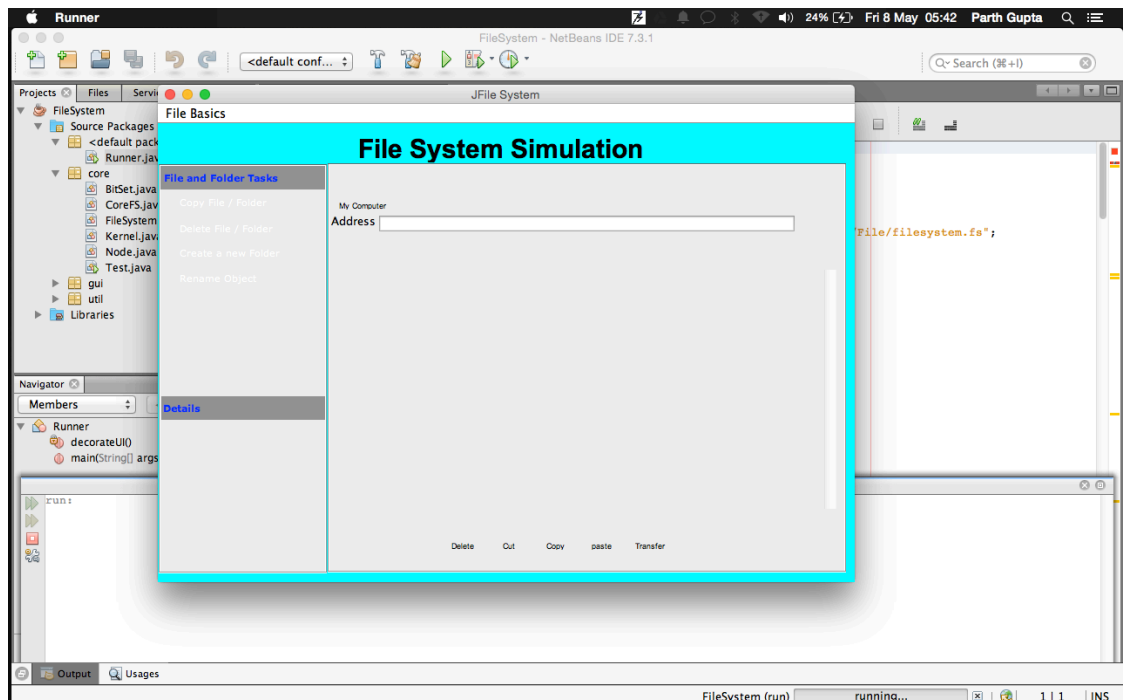 Runner
24%
Fri 8 May 05:42
Parth Gupta
FileSystem - NetBeans IDE 7.3.1
<default conf...
Search (⌘+I)
Projects
Files
Servi
FileSystem
Source Packages
<default pack
Runner.jav
core
BitSet.java
CoreFS.jav
FileSystem
Kernel.java
Node.java
Test.java
gui
util
Libraries
JFile System
File Basics
File System Simulation
File and Folder Tasks
Copy File / Folder
Delete File / Folder
Create a new Folder
Rename Object
Details
My Computer
Address
Delete
Cut
Copy
paste
Transfer
File/filesystem.fs";
Navigator
Members
Runner
decorateUI()
main(String[] args
run:
Output
Usages
FileSystem (run)
running...
1 | 1
INS